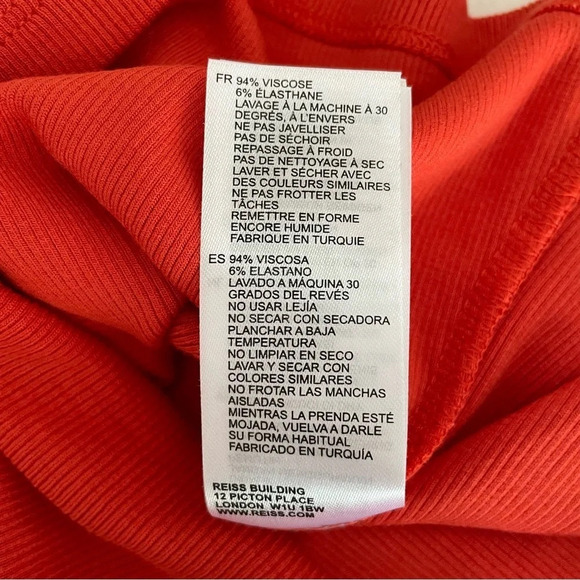 FR 94% VISCOSE
6% ÉLASTHANE
LAVAGE À LA MACHINE À 30
DEGRÉS, À L'ENVERS
NE PAS JAVELLISER
PAS DE SÉCHOIR
REPASSAGE À FROID
PAS DE NETTOYAGE À SEC
LAVER ET SÉCHER AVEC
DES COULEURS SIMILAIRES
NE PAS FROTTER LES
TÂCHES
REMETTRE EN FORME
ENCORE HUMIDE
FABRIQUE EN TURQUIE
ES 94% VISCOSA
6% ELASTANO
LAVADO A MÁQUINA 30
GRADOS DEL REVÉS
NO USAR LEJÍA
NO SECAR CON SECADORA
PLANCHAR A BAJA
TEMPERATURA
NO LIMPIAR EN SECO
LAVAR Y SECAR CON
COLORES SIMILARES
NO FROTAR LAS MANCHAS
AISLADAS
MIENTRAS LA PRENDA ESTÉ
MOJADA, VUELVA A DARLE
SU FORMA HABITUAL
FABRICADO EN TURQUÍA
REISS BUILDING
12 PICTON PLACE
LONDON W1U 1BW
WWW.REISS.COM